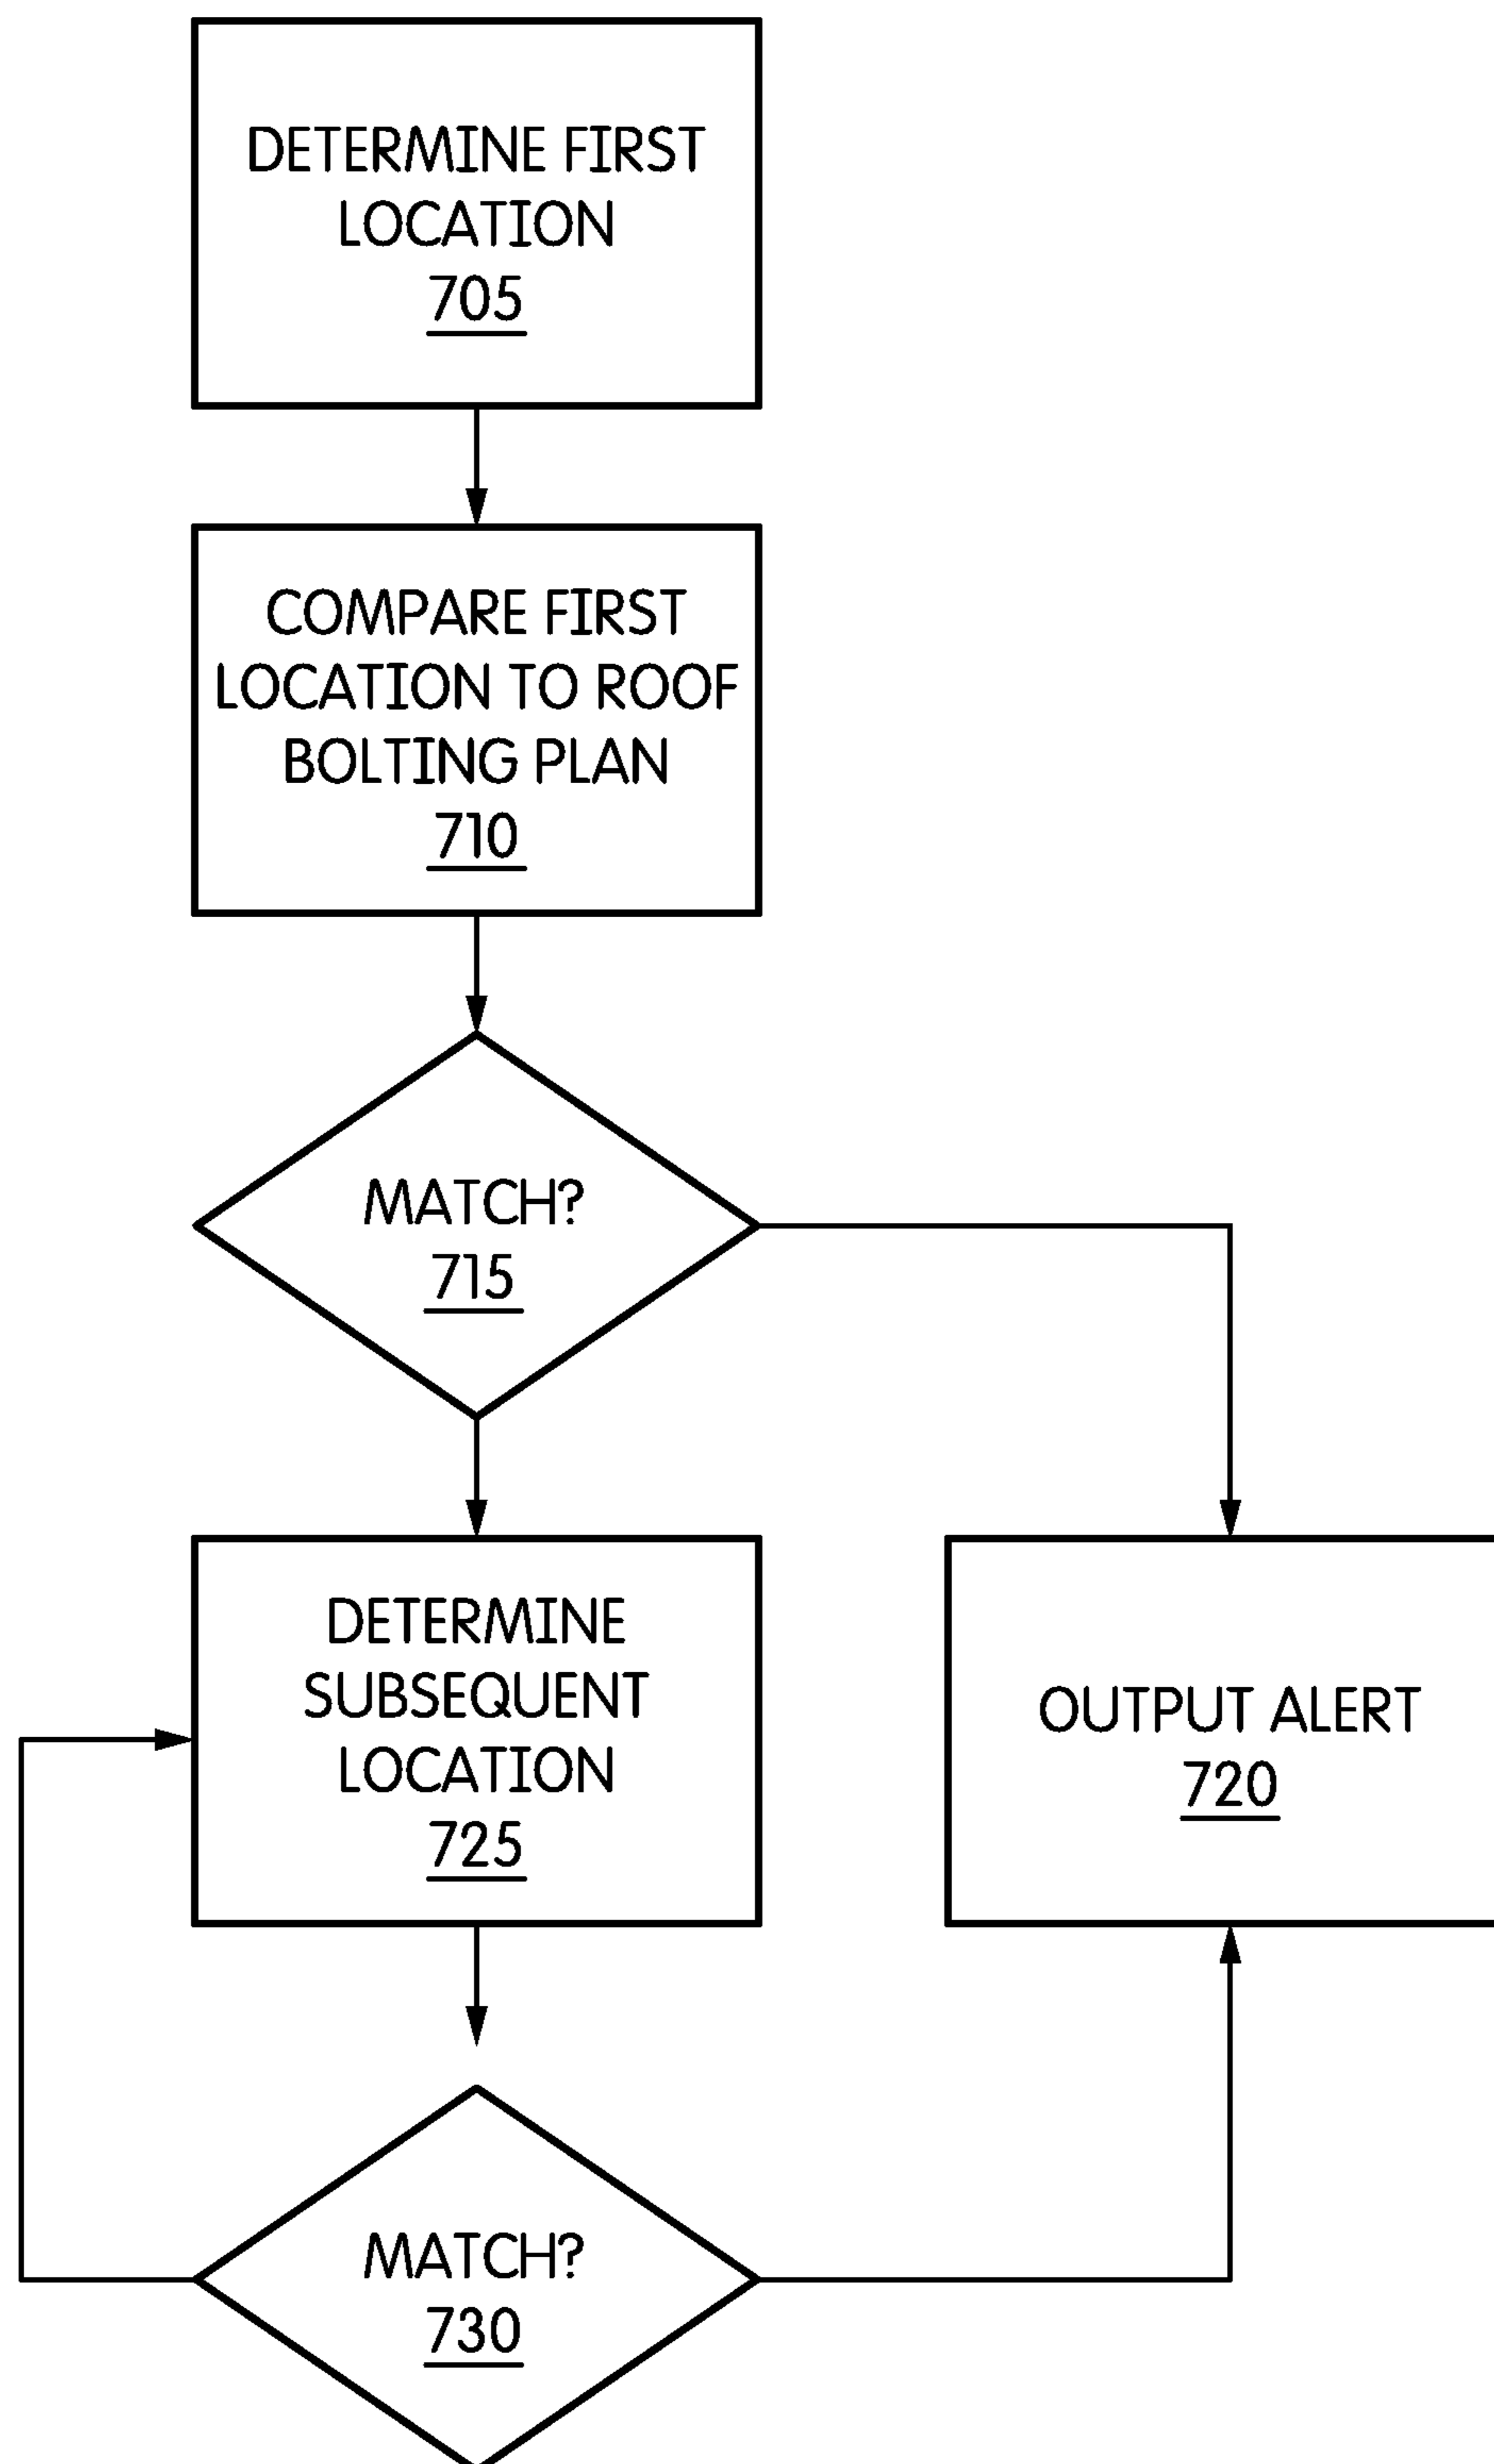 DETERMINE FIRST
LOCATION
705
COMPARE FIRST
LOCATION TO ROOF
BOLTING PLAN
710
MATCH?
715
DETERMINE
SUBSEQUENT
LOCATION
725
OUTPUT ALERT
720
MATCH?
730